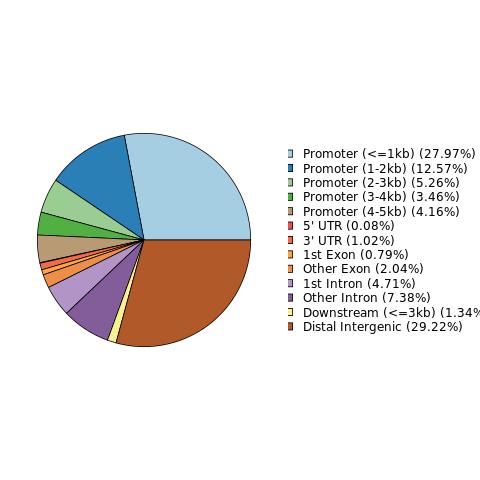 Promoter (<=1kb) (27.97%)
Promoter (1-2kb) (12.57%)
Promoter (2-3kb) (5.26%)
Promoter (3-4kb) (3.46%)
Promoter (4-5kb) (4.16%)
5' UTR (0.08%)
3' UTR (1.02%)
1st Exon (0.79%)
Other Exon (2.04%)
1st Intron (4.71%)
Other Intron (7.38%)
Downstream (<=3kb) (1.34%
Distal Intergenic (29.22%)